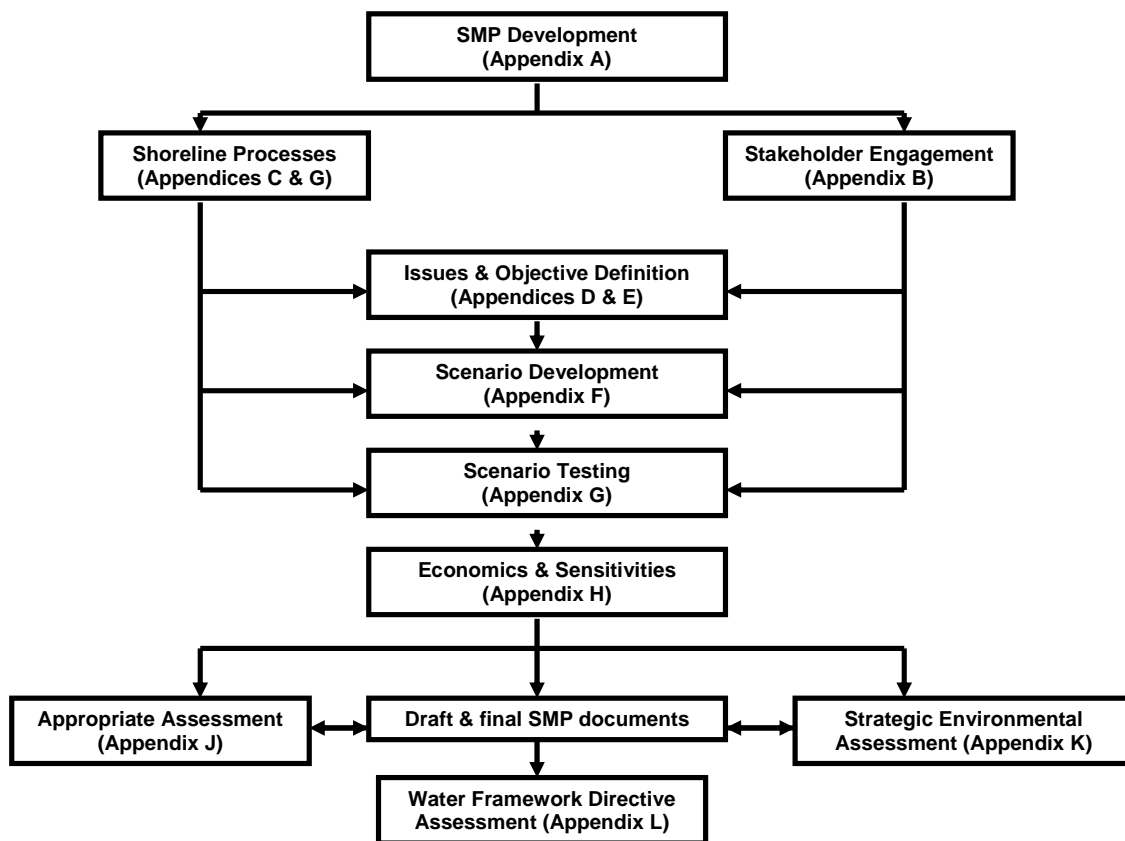 SMP Development
(Appendix A)
Shoreline Processes
(Appendices C & G)
Stakeholder Engagement
(Appendix B)
Issues & Objective Definition
(Appendices D & E)
Scenario Development
(Appendix F)
Scenario Testing
(Appendix G)
Economics & Sensitivities
(Appendix H)
Appropriate Assessment
(Appendix J)
Draft & final SMP documents
Strategic Environmental
Assessment (Appendix K)
Water Framework Directive
Assessment (Appendix L)